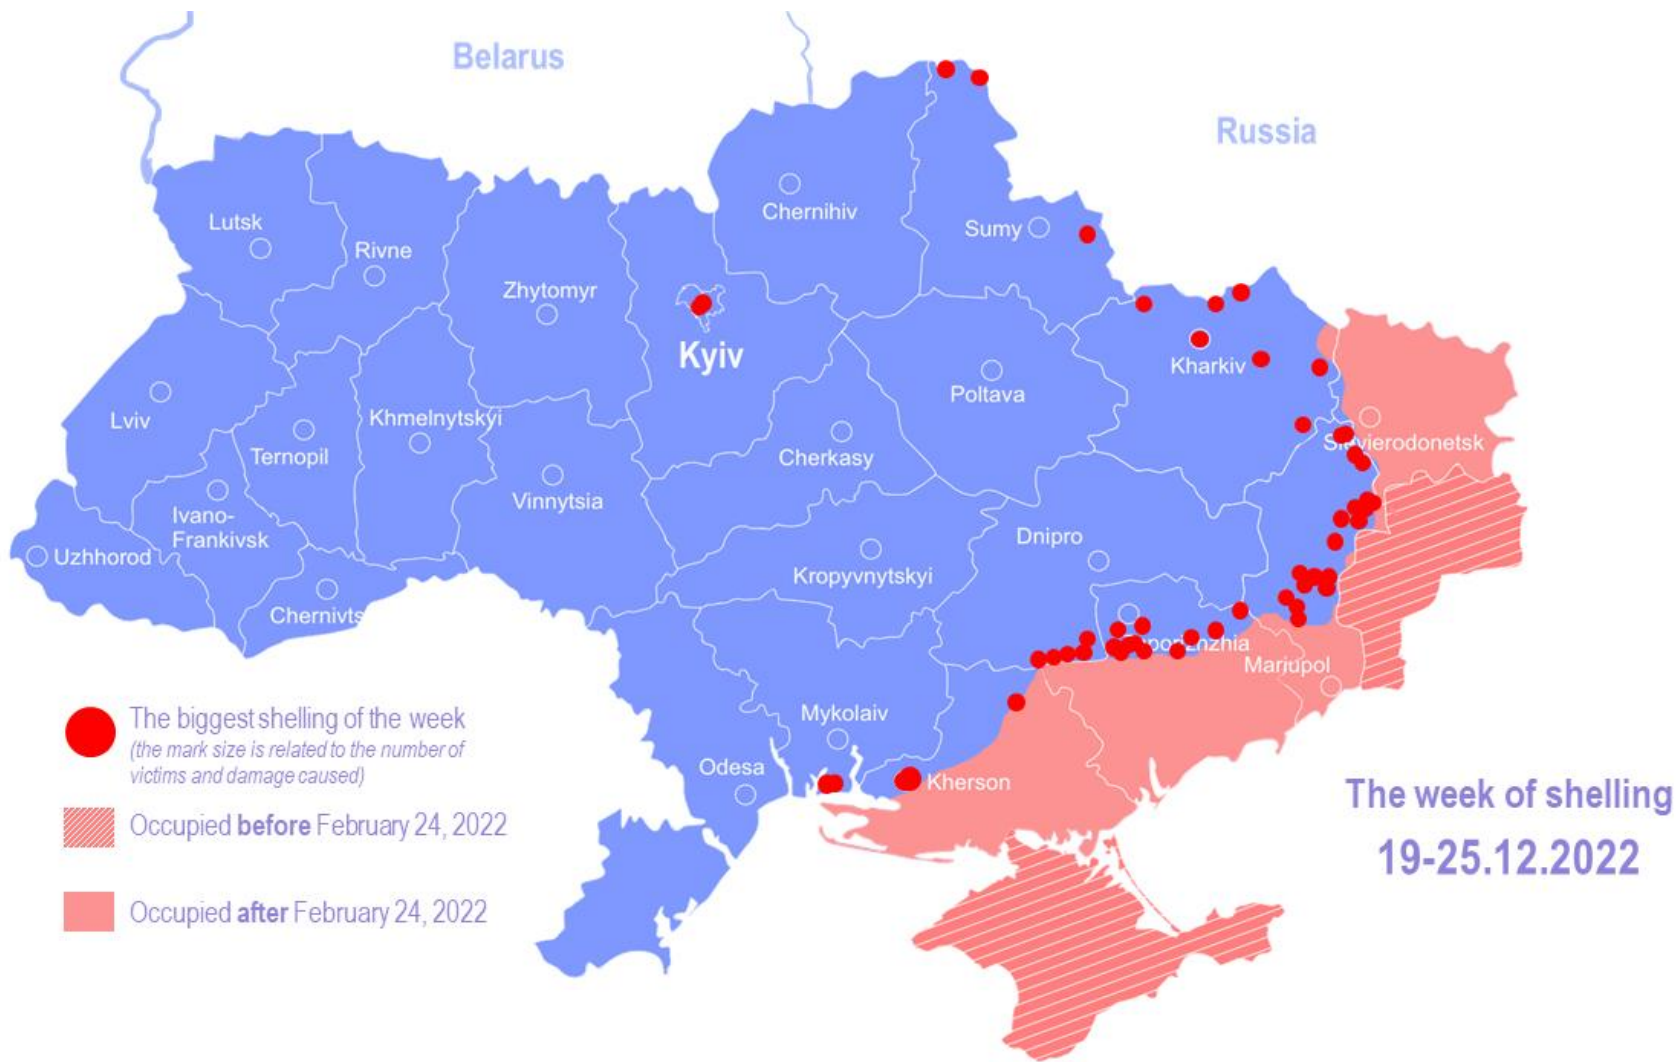 Belarus
Russia
Chernihiv
Lutsk
Sumy
Rivne
Zhytomyr
Kyiv
Kharkiv
Poltava
Lviv
Khmelnytskyi
Sievierodonetsk
Ternopil
Cherkasy
Vinnytsia
Ivano-
Frankivsk
Dnipro
Uzhhorod
Kropyvnytskyi
Chernivts
Zaporizhzhia
Mariupol
Mykolaiv
Odesa
Kherson
The biggest shelling of the week
(the mark size is related to the number of
victims and damage caused)
Occupied before February 24, 2022
Occupied after February 24, 2022
The week of shelling
19-25.12.2022